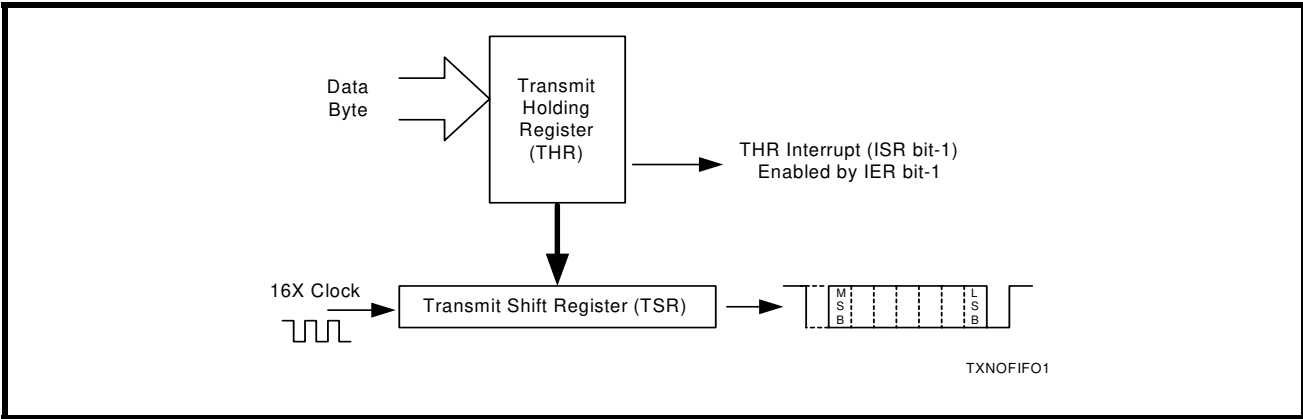 Data
Byte
Transmit
Holding
Register
(THR)
THR Interrupt (ISR bit-1)
Enabled by IER bit-1
16X Clock
Transmit Shift Register (TSR)
M
S
B
L
S
B
TXNOFIFO1